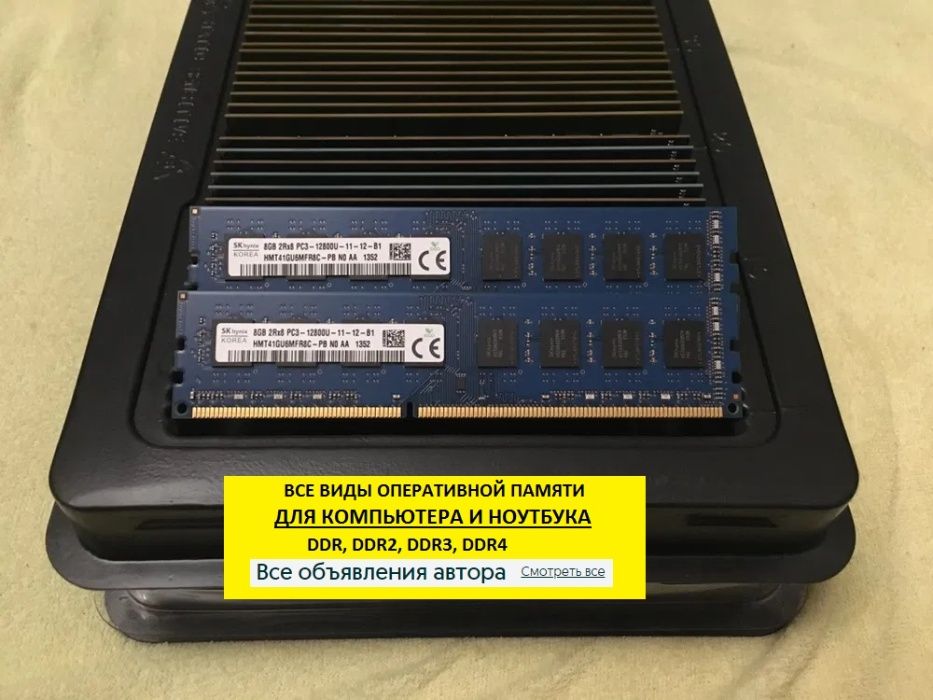 SK hynix
KOREA
8GB 2Rx8 PC3-12800U-11-12-B1
HMT41GU6MFR8C-PB N0 AA 1352
CE
SK hynix
KOREA
8GB 2Rx8 PC3-12800U-11-12-B1
HMT41GU6MFR8C-PB N0 AA 1352
CE
ВСЕ ВИДЫ ОПЕРАТИВНОЙ ПАМЯТИ
ДЛЯ КОМПЬЮТЕРА И НОУТБУКА
DDR, DDR2, DDR3, DDR4
Все объявления автора Смотреть все